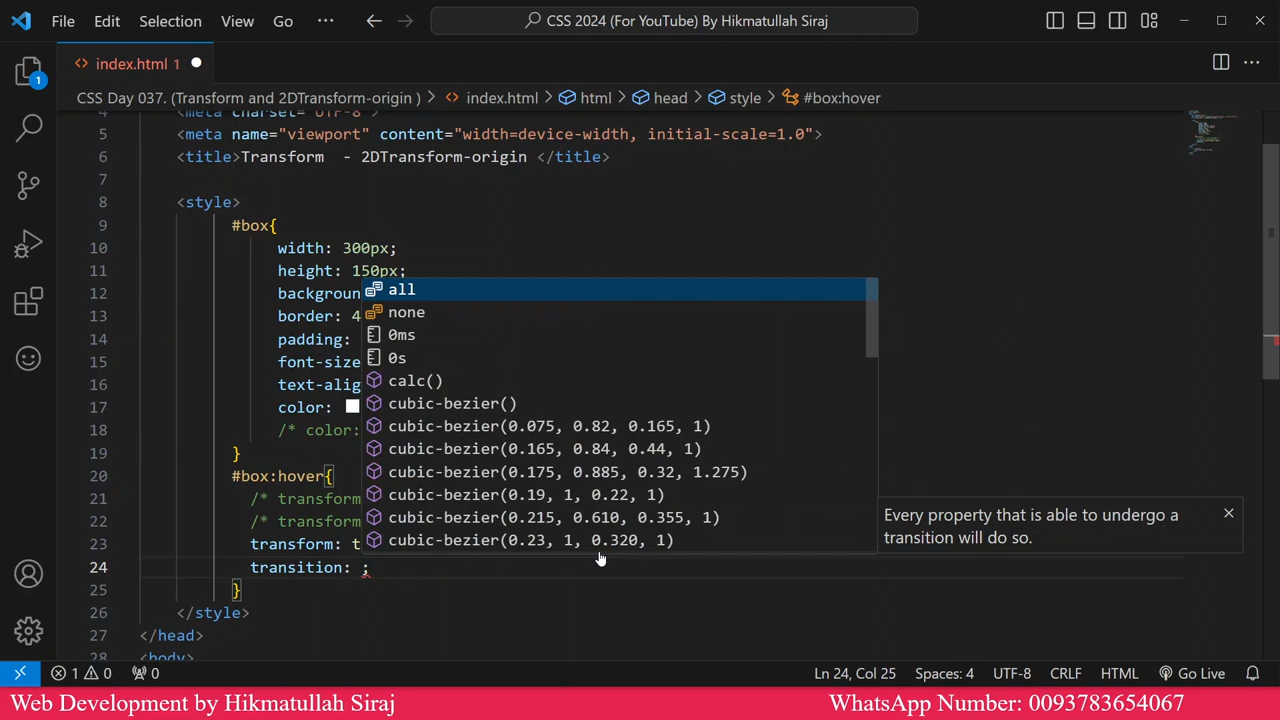 File Edit Selection View Go ··· CSS 2024 (For YouTube) By Hikmatullah Siraj
index.html 1
CSS Day 037. (Transform and 2DTransform-origin ) > index.html > html > head > style > #box:hover
1
4 <meta charset="UTF-8">
5 <meta name="viewport" content="width=device-width, initial-scale=1.0">
6 <title>Transform  - 2DTransform-origin </title>
7
8 <style>
9 #box{
10 width: 300px;
11 height: 150px;
12 backgroun
13 border: 4
14 padding:
15 font-size
16 text-alig
17 color:
18 /* color:
19 }
20 #box:hover{
21 /* transform
22 /* transform
23 transform: t
24 transition: ;
25 }
26 </style>
27 </head>
28 <body>
all
none
0ms
0s
calc()
cubic-bezier()
cubic-bezier(0.075, 0.82, 0.165, 1)
cubic-bezier(0.165, 0.84, 0.44, 1)
cubic-bezier(0.175, 0.885, 0.32, 1.275)
cubic-bezier(0.19, 1, 0.22, 1)
cubic-bezier(0.215, 0.610, 0.355, 1)
cubic-bezier(0.23, 1, 0.320, 1)
Every property that is able to undergo a
transition will do so.
1 0 0 Ln 24, Col 25 Spaces: 4 UTF-8 CRLF HTML Go Live
Web Development by Hikmatullah Siraj WhatsApp Number: 0093783654067